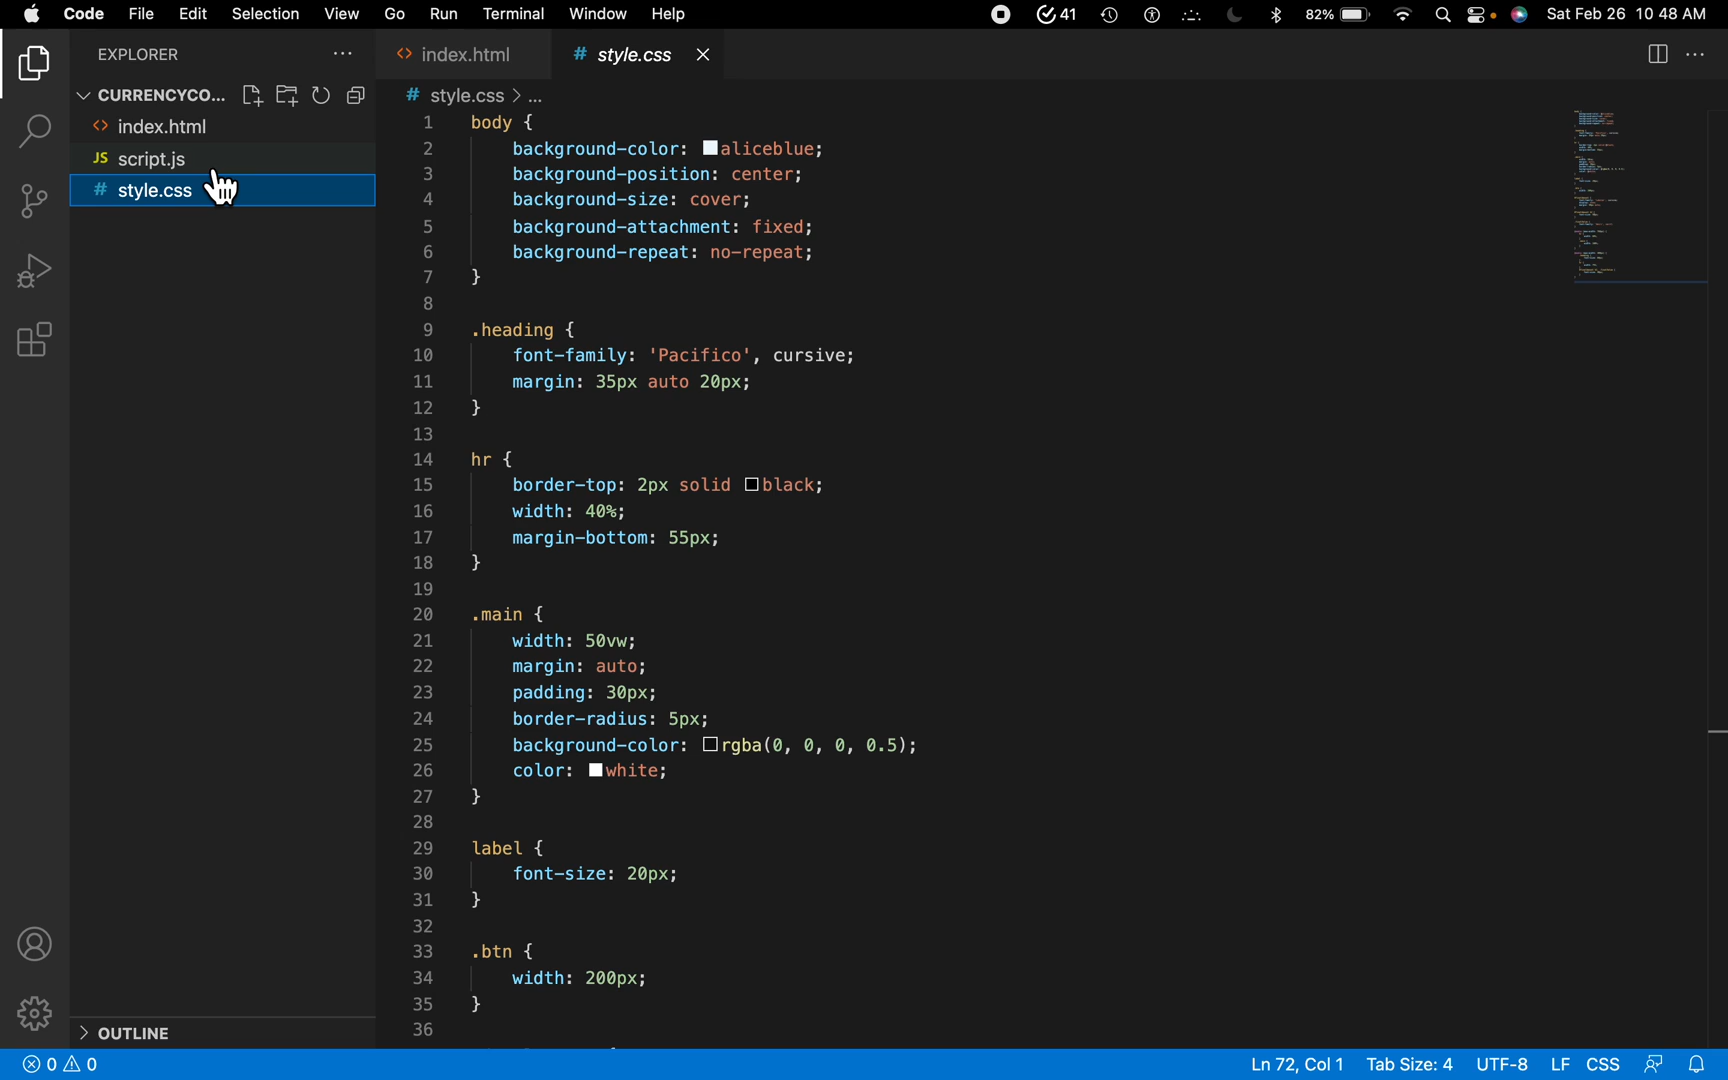 Code File Edit Selection View Go Run Terminal Window Help 41 82% Sat Feb 26 10 48 AM
EXPLORER ...
CURRENCYCO...
<> index.html
JS script.js
# style.css
OUTLINE
<> index.html # style.css
# style.css > ...
1 body {
2 background-color: aliceblue;
3 background-position: center;
4 background-size: cover;
5 background-attachment: fixed;
6 background-repeat: no-repeat;
7 }
8
9 .heading {
10 font-family: 'Pacifico', cursive;
11 margin: 35px auto 20px;
12 }
13
14 hr {
15 border-top: 2px solid black;
16 width: 40%;
17 margin-bottom: 55px;
18 }
19
20 .main {
21 width: 50vw;
22 margin: auto;
23 padding: 30px;
24 border-radius: 5px;
25 background-color: rgba(0, 0, 0, 0.5);
26 color: white;
27 }
28
29 label {
30 font-size: 20px;
31 }
32
33 .btn {
34 width: 200px;
35 }
36
0 0 Ln 72, Col 1 Tab Size: 4 UTF-8 LF CSS